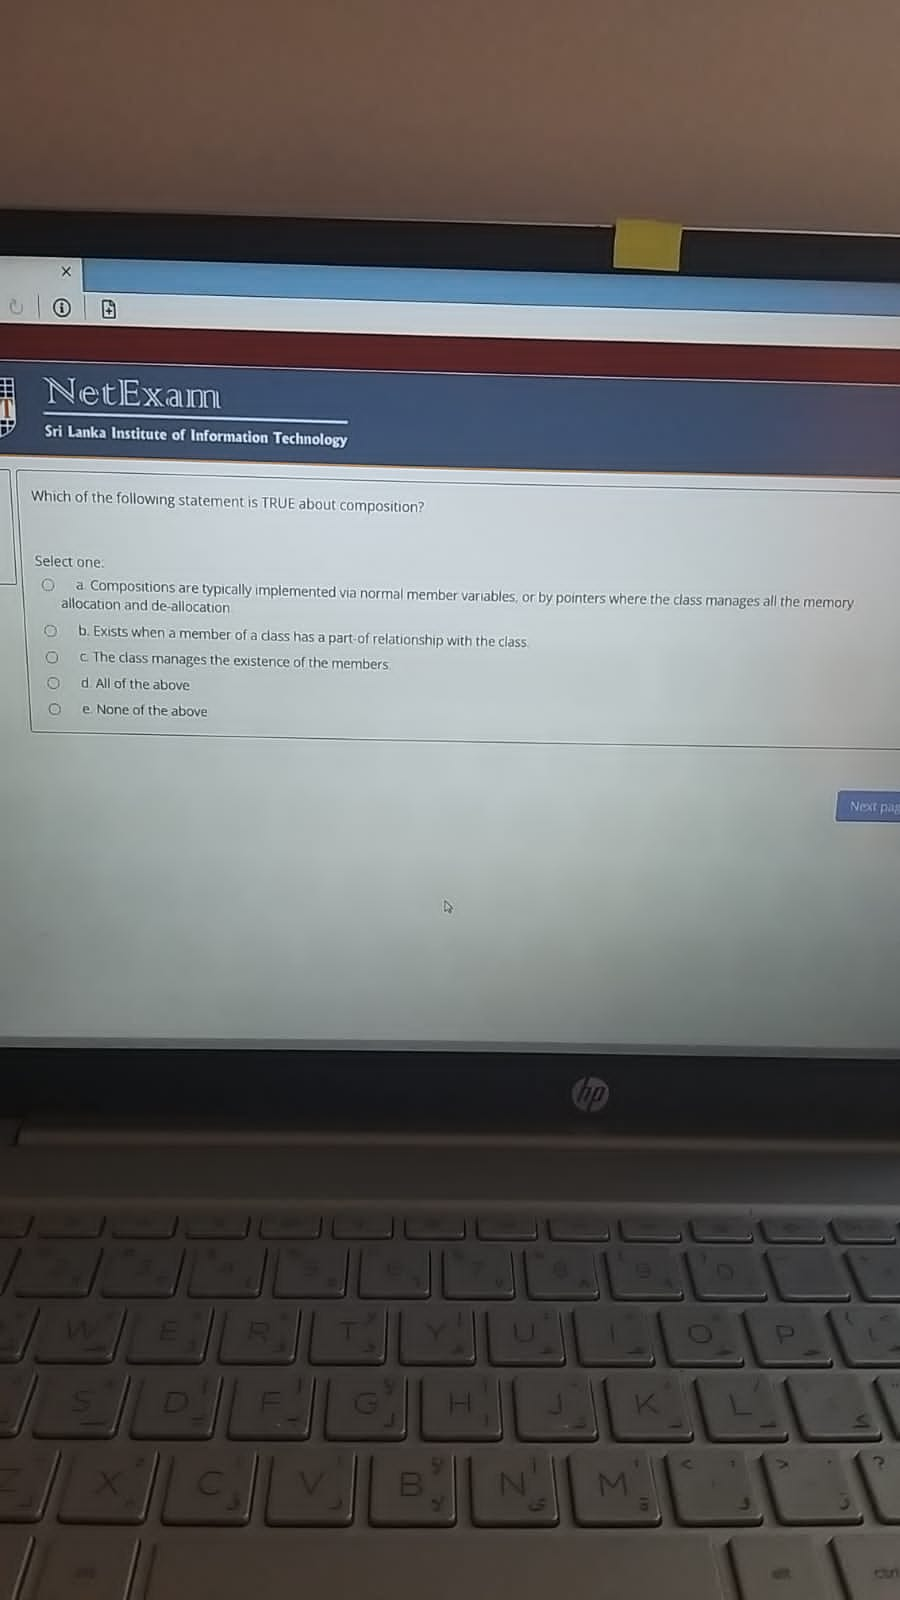 NetExam
Sri Lanka Institute of Information Technology
Which of the following statement is TRUE about composition?
Select one:
a. Compositions are typically implemented via normal member variables, or by pointers where the class manages all the memory
allocation and de-allocation
b. Exists when a member of a class has a part-of relationship with the class.
c. The class manages the existence of the members.
d. All of the above
e. None of the above
Next pag
hp
W E R T Y U I O P
S D F G H J K L
Z X C V B N M < > ?
alt ctrl